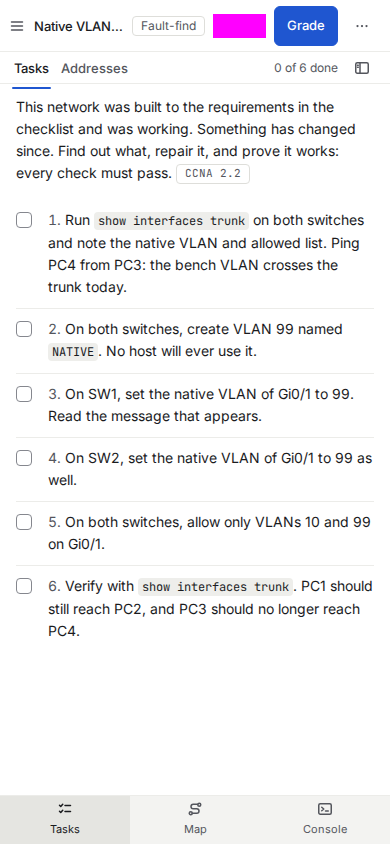 Native VLAN... Fault-find Grade
Tasks Addresses 0 of 6 done
This network was built to the requirements in the
checklist and was working. Something has changed
since. Find out what, repair it, and prove it works:
every check must pass. CCNA 2.2
1. Run show interfaces trunk on both switches
and note the native VLAN and allowed list. Ping
PC4 from PC3: the bench VLAN crosses the
trunk today.
2. On both switches, create VLAN 99 named
NATIVE. No host will ever use it.
3. On SW1, set the native VLAN of Gi0/1 to 99.
Read the message that appears.
4. On SW2, set the native VLAN of Gi0/1 to 99 as
well.
5. On both switches, allow only VLANs 10 and 99
on Gi0/1.
6. Verify with show interfaces trunk. PC1 should
still reach PC2, and PC3 should no longer reach
PC4.
Tasks Map Console